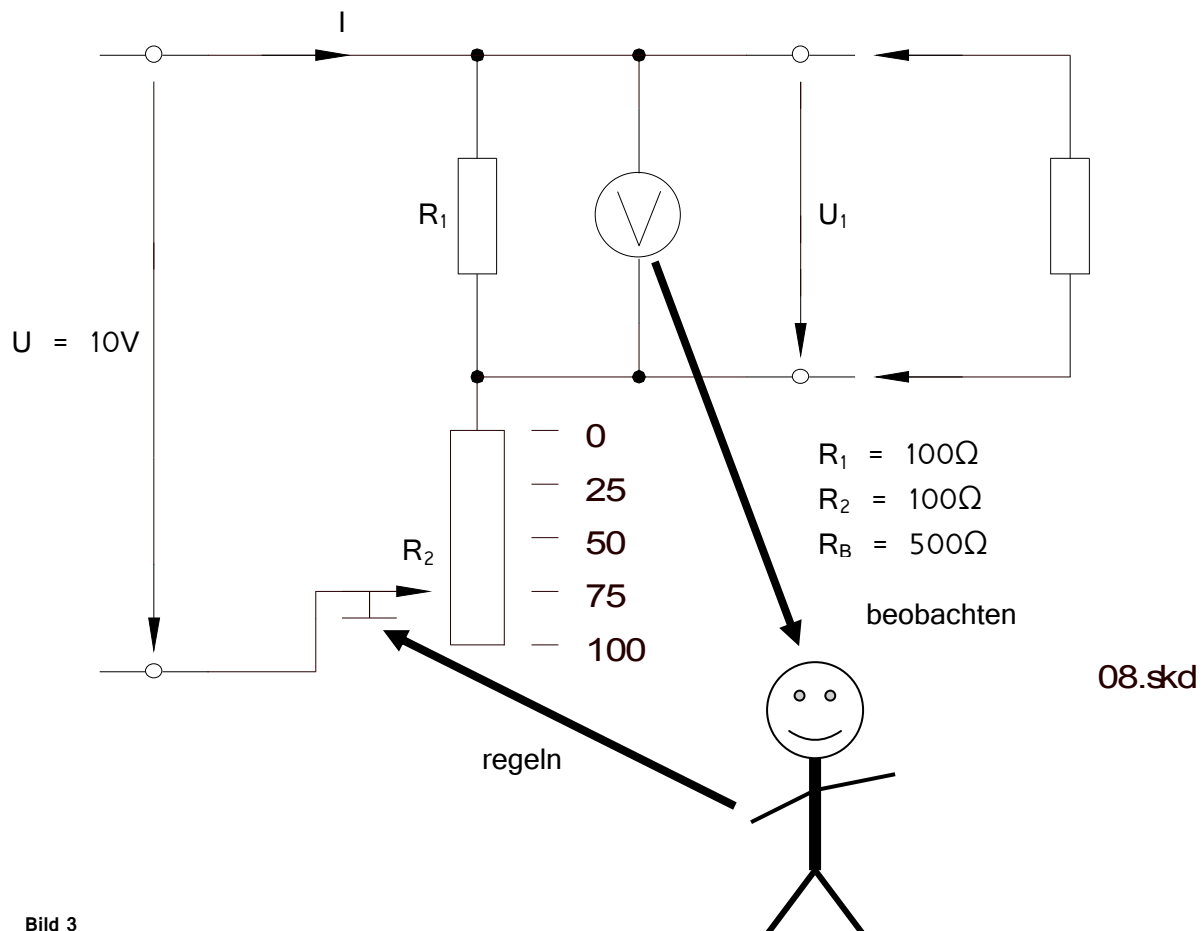 I
R₁
V
U₁
U = 10V
0
25
50
75
100
R₂
R₁ = 100Ω
R₂ = 100Ω
R_B = 500Ω
beobachten
08.skd
regeln
Bild 3